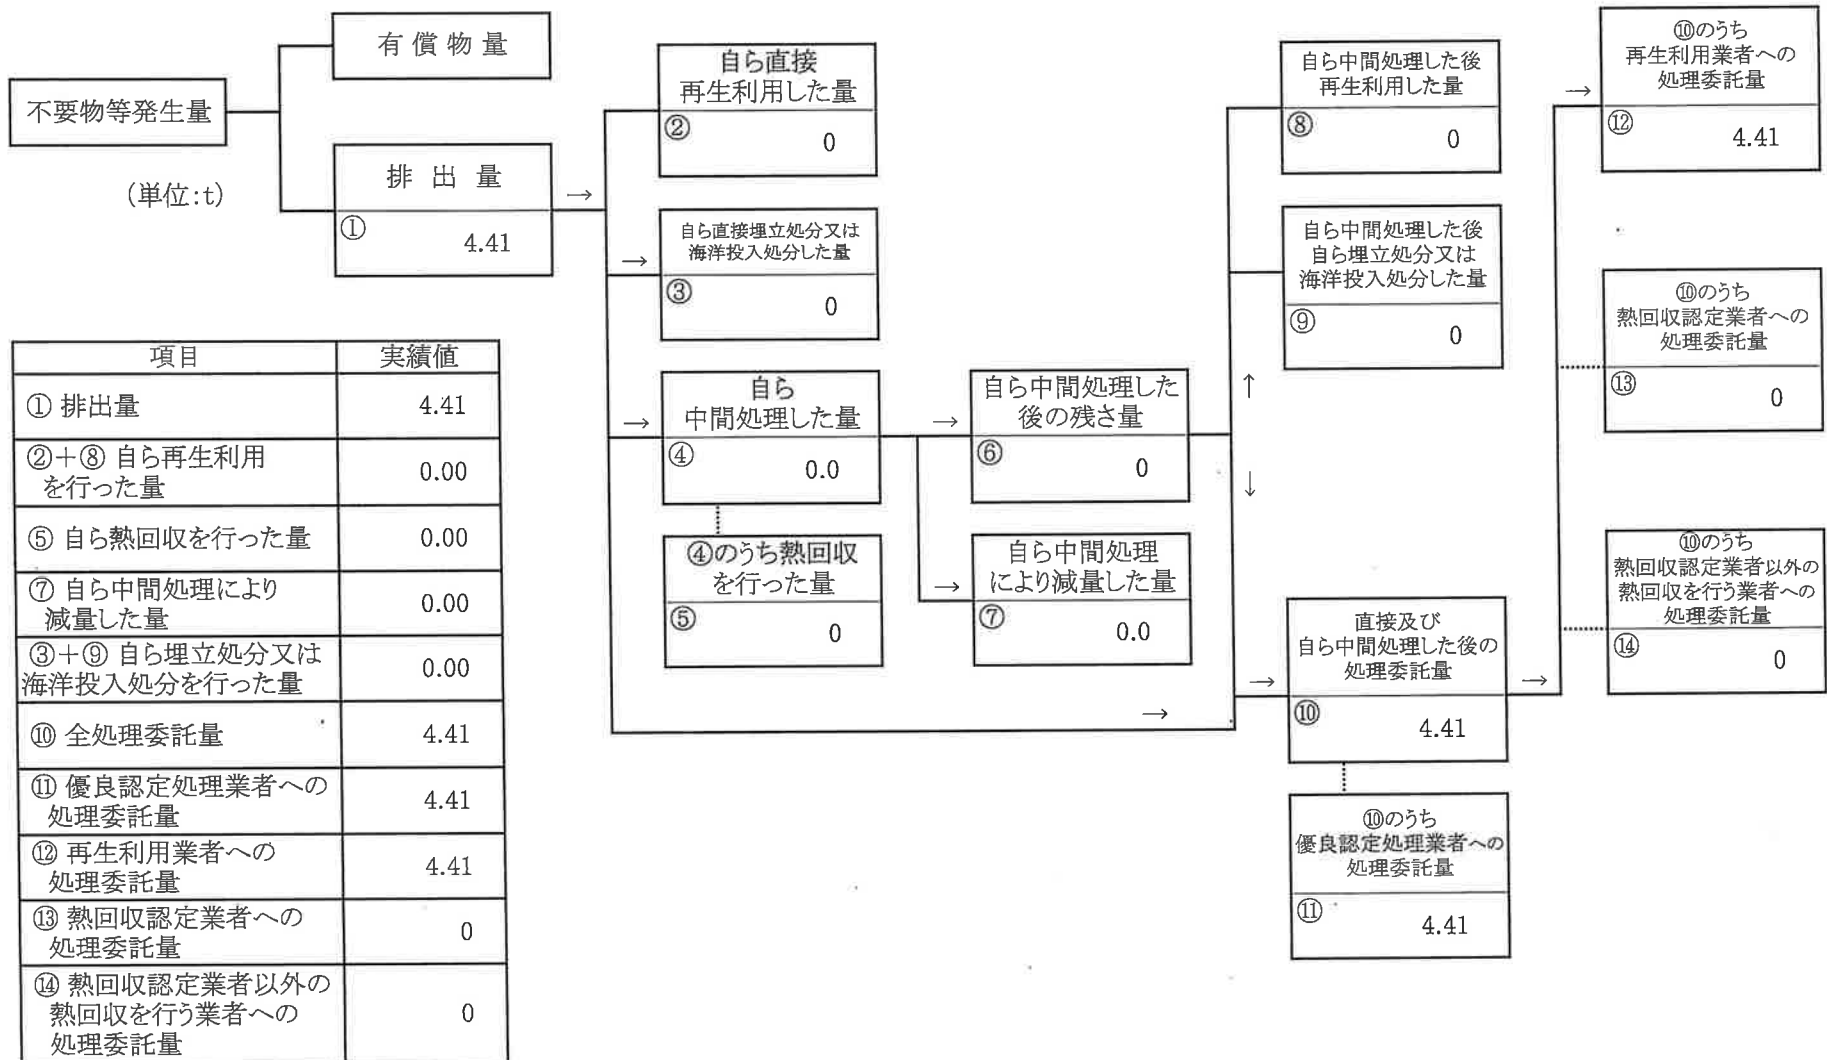 不要物等発生量
(単位:t)
有償物量
排出量
①
4.41
→
自ら直接
再生利用した量
②
0
→
自ら直接埋立処分又は
海洋投入処分した量
③
0
→
自ら
中間処理した量
④
0.0
④のうち熱回収
を行った量
⑤
0
→
自ら中間処理した
後の残さ量
⑥
0
→
自ら中間処理
により減量した量
⑦
0.0
→
自ら中間処理した後
再生利用した量
⑧
0
自ら中間処理した後
自ら埋立処分又は
海洋投入処分した量
⑨
0
↑
↓
→
直接及び
自ら中間処理した後の
処理委託量
⑩
4.41
⑩のうち
優良認定処理業者への
処理委託量
⑪
4.41
→
→
⑩のうち
再生利用業者への
処理委託量
⑫
4.41
⑩のうち
熱回収認定業者への
処理委託量
⑬
0
⑩のうち
熱回収認定業者以外の
熱回収を行う業者への
処理委託量
⑭
0
項目 実績値
① 排出量 4.41
②+⑧ 自ら再生利用
を行った量 0.00
⑤ 自ら熱回収を行った量 0.00
⑦ 自ら中間処理により
減量した量 0.00
③+⑨ 自ら埋立処分又は
海洋投入処分を行った量 0.00
⑩ 全処理委託量 4.41
⑪ 優良認定処理業者への
処理委託量 4.41
⑫ 再生利用業者への
処理委託量 4.41
⑬ 熱回収認定業者への
処理委託量 0
⑭ 熱回収認定業者以外の
熱回収を行う業者への
処理委託量 0